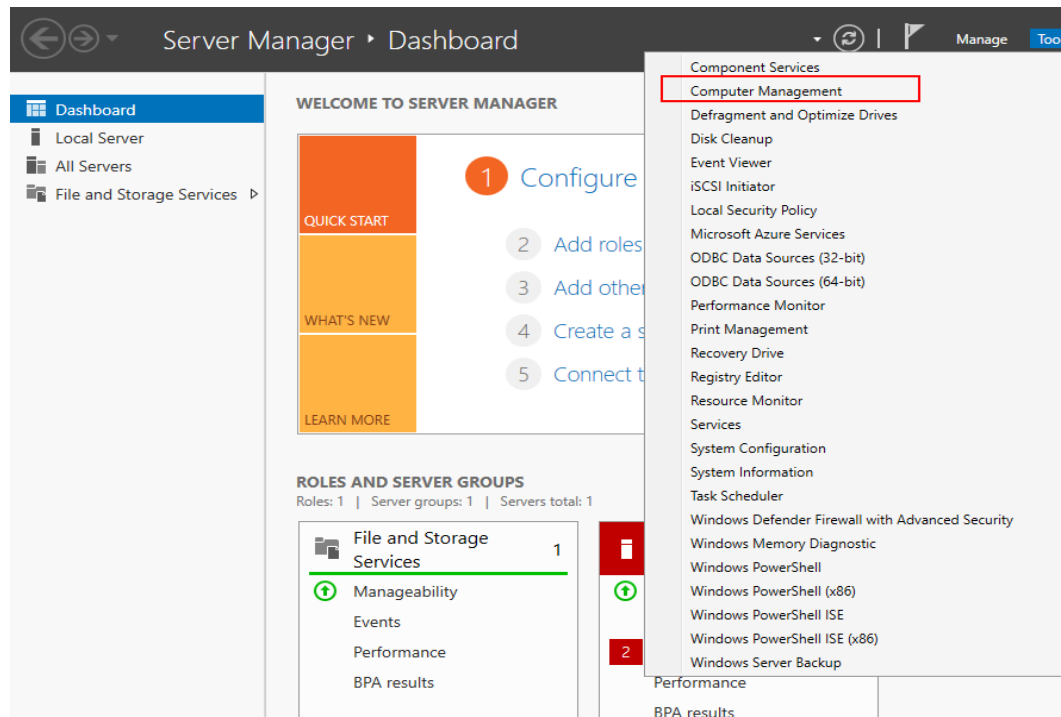 Server Manager ‣ Dashboard
Manage
Too
Dashboard
Local Server
All Servers
File and Storage Services
WELCOME TO SERVER MANAGER
QUICK START
WHAT'S NEW
LEARN MORE
1 Configure
2 Add roles
3 Add other
4 Create a s
5 Connect t
ROLES AND SERVER GROUPS
Roles: 1 | Server groups: 1 | Servers total: 1
File and Storage
Services
1
Manageability
Events
Performance
BPA results
2
Performance
BPA results
Component Services
Computer Management
Defragment and Optimize Drives
Disk Cleanup
Event Viewer
iSCSI Initiator
Local Security Policy
Microsoft Azure Services
ODBC Data Sources (32-bit)
ODBC Data Sources (64-bit)
Performance Monitor
Print Management
Recovery Drive
Registry Editor
Resource Monitor
Services
System Configuration
System Information
Task Scheduler
Windows Defender Firewall with Advanced Security
Windows Memory Diagnostic
Windows PowerShell
Windows PowerShell (x86)
Windows PowerShell ISE
Windows PowerShell ISE (x86)
Windows Server Backup